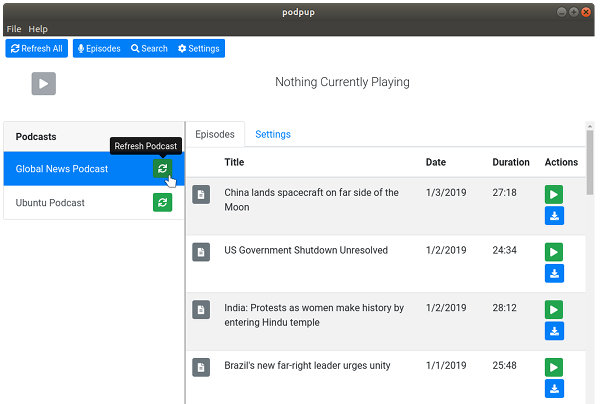 podpup
File Help
Refresh All Episodes Search Settings
Nothing Currently Playing
Podcasts
Refresh Podcast
Global News Podcast
Ubuntu Podcast
Episodes Settings
Title Date Duration Actions
China lands spacecraft on far side of the 1/3/2019 27:18
Moon
US Government Shutdown Unresolved 1/2/2019 24:34
India: Protests as women make history by 1/2/2019 28:12
entering Hindu temple
Brazil's new far-right leader urges unity 1/1/2019 25:48